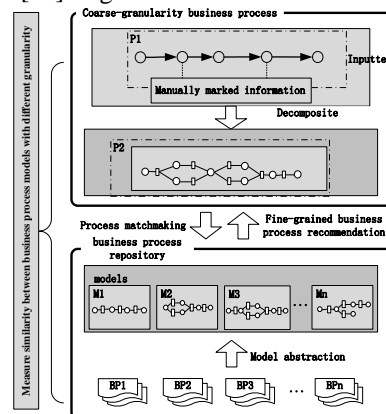 Coarse-granularity business process
P1
Inputte
Manually marked information
Decomposite
P2
Measure similarity between business process models with different granularity
Process matchmaking
Fine-grained business
process recommendation
business process
repository
models
M1 M2 M3 ... Mn
Model abstraction
BP1 BP2 BP3 ... BPn